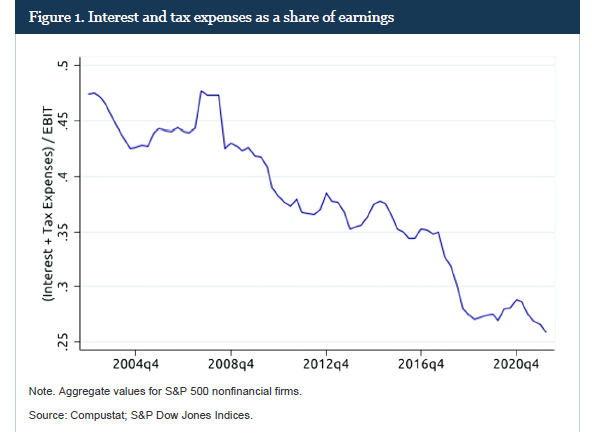 Figure 1. Interest and tax expenses as a share of earnings
(Interest + Tax Expenses) / EBIT
.5
.45
.4
.35
.3
.25
2004q4 2008q4 2012q4 2016q4 2020q4
Note. Aggregate values for S&P 500 nonfinancial firms.
Source: Compustat; S&P Dow Jones Indices.